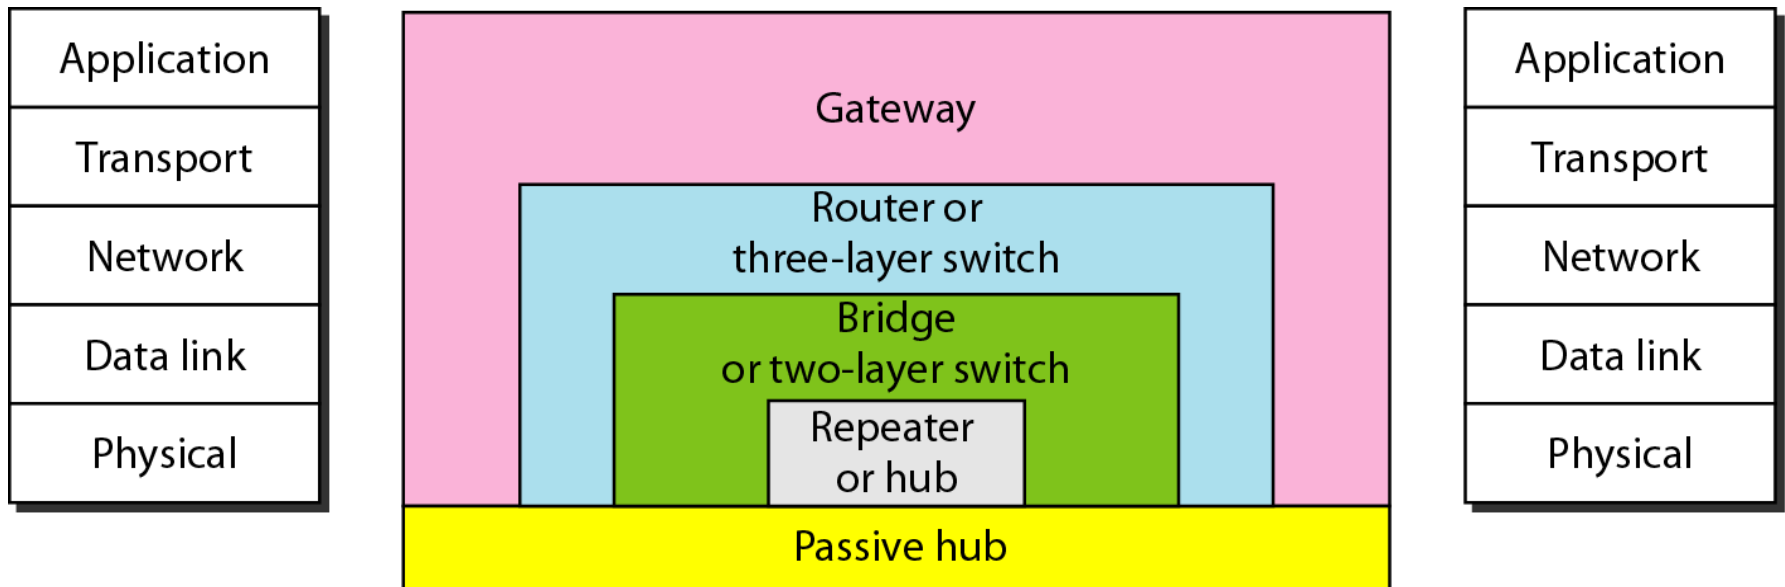 Application
Transport
Network
Data link
Physical
Gateway
Router or
three-layer switch
Bridge
or two-layer switch
Repeater
or hub
Passive hub
Application
Transport
Network
Data link
Physical